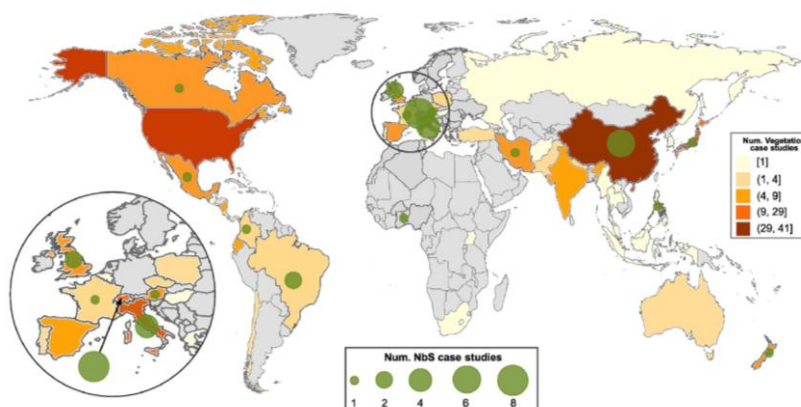 Num. Vegetation
case studies
[1]
(1, 4]
(4, 9]
(9, 29]
(29, 41]
Num. NbS case studies
1 2 4 6 8